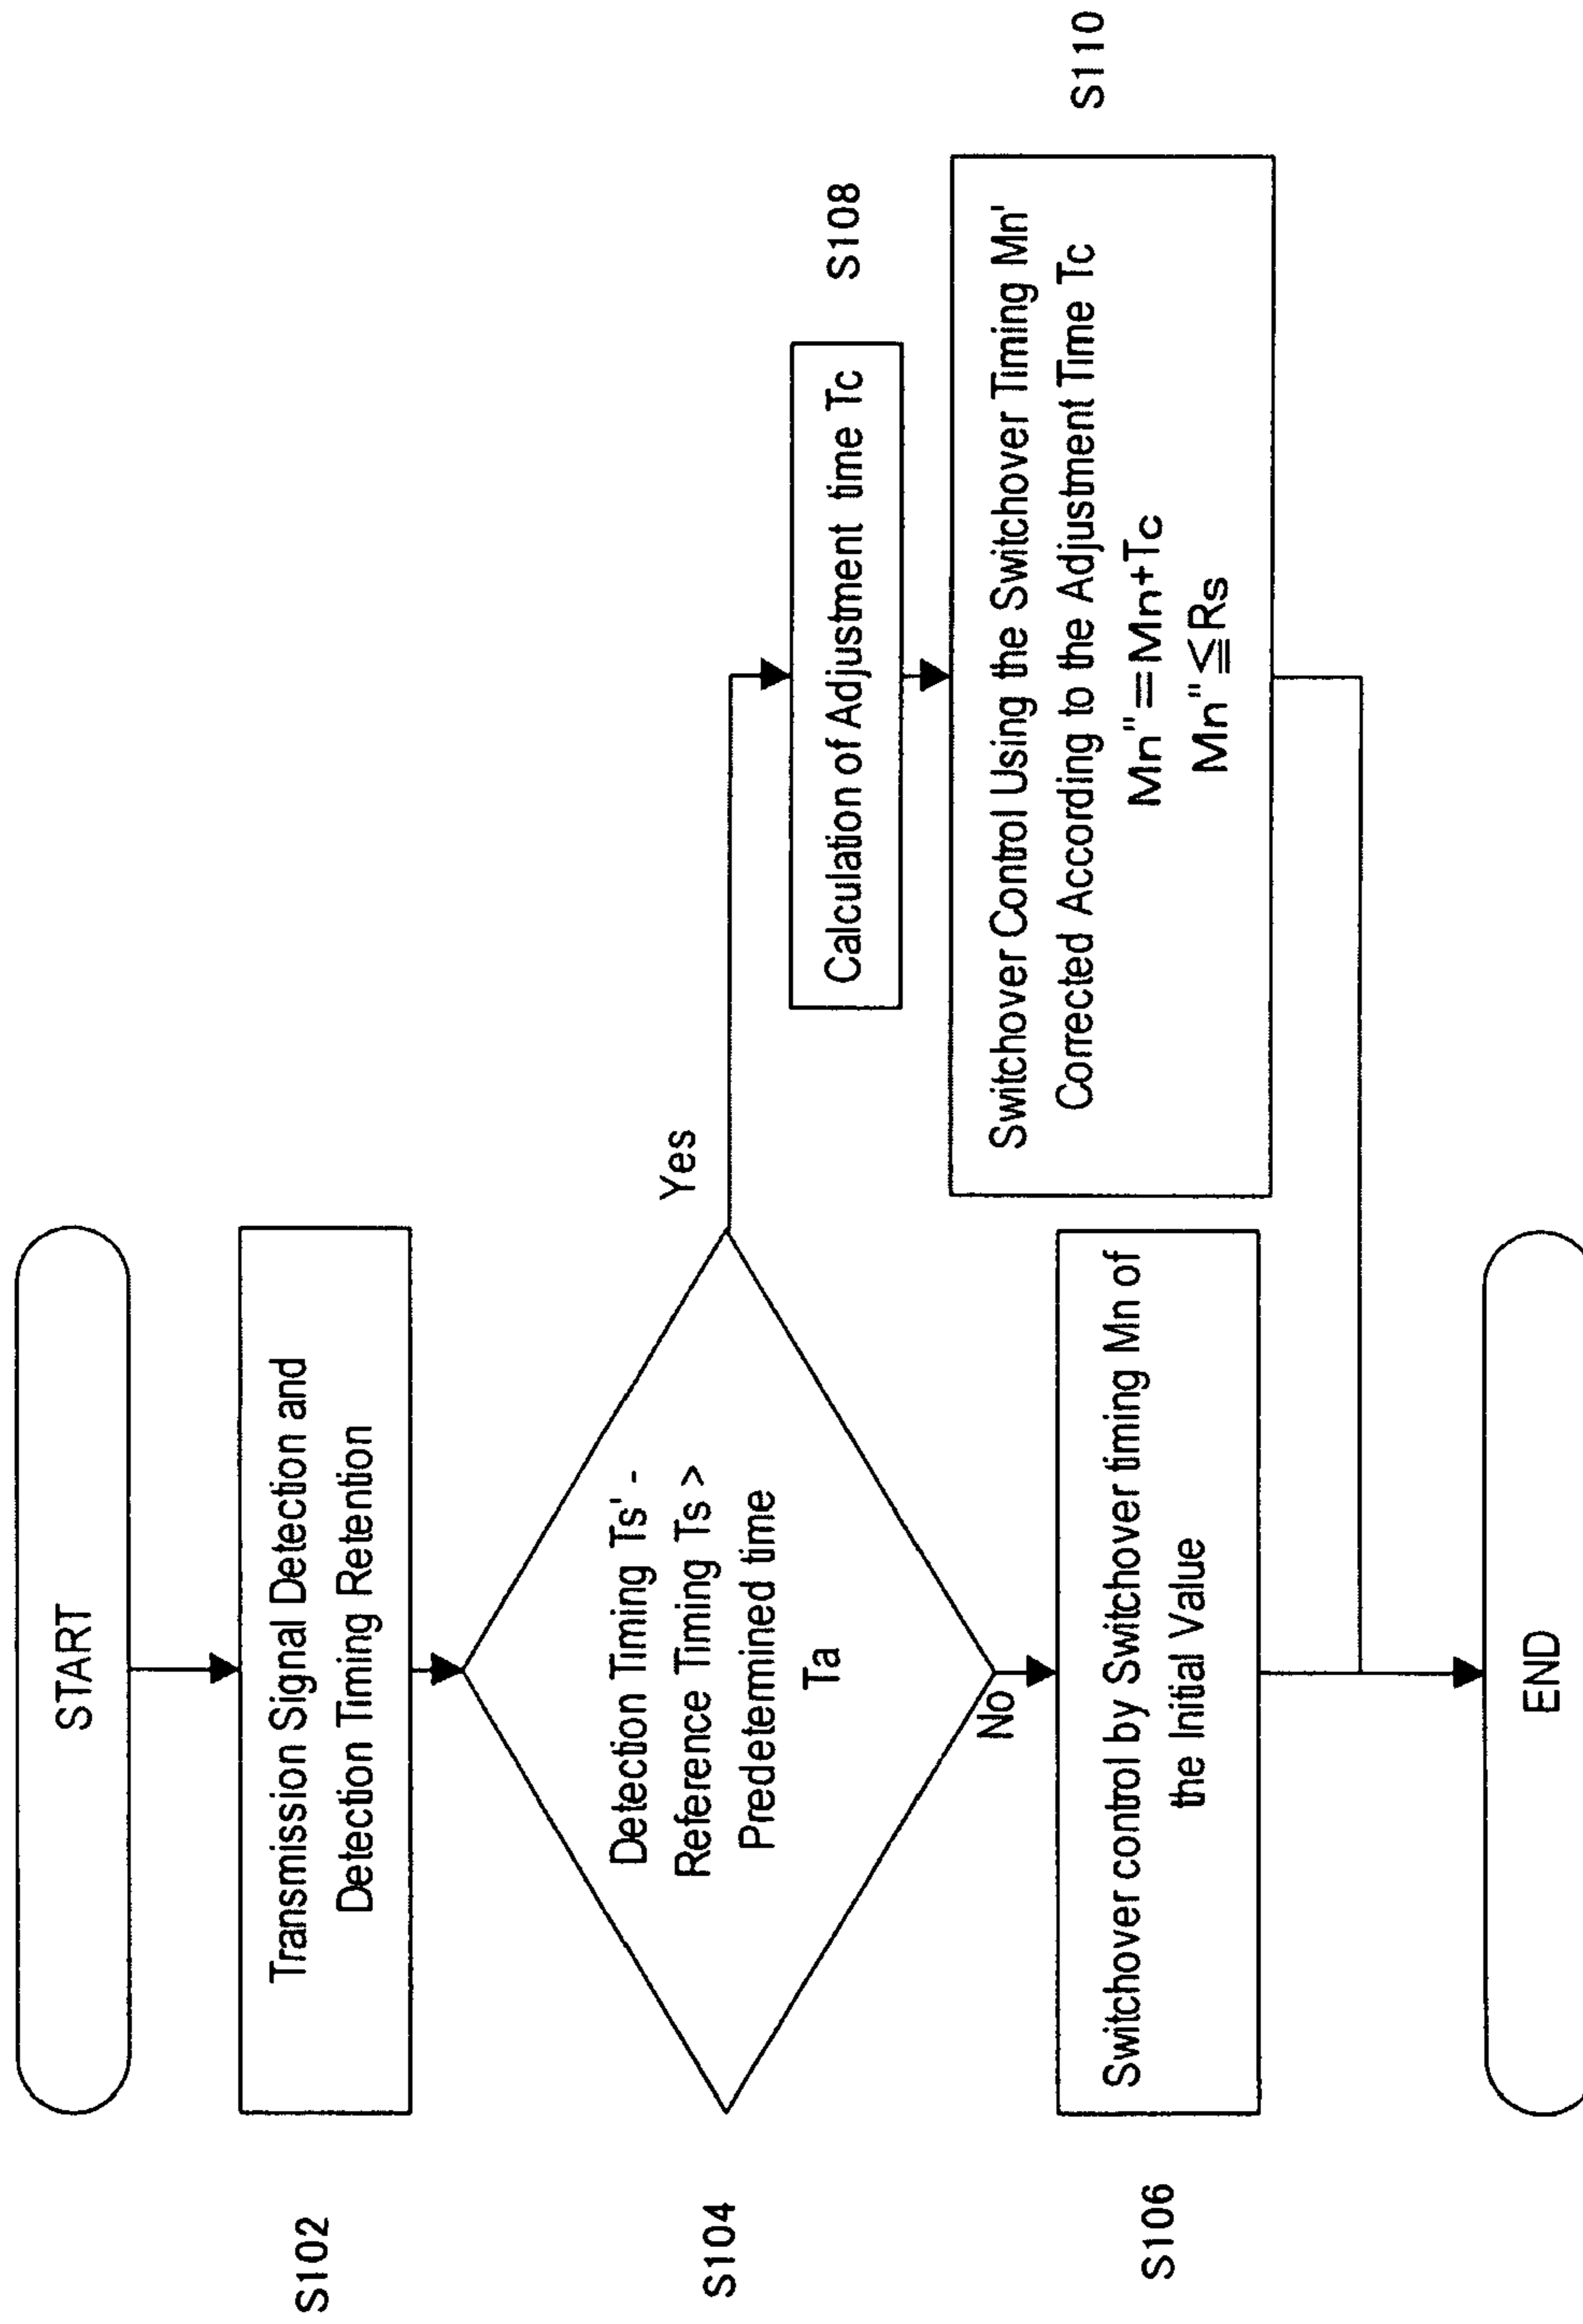 START
S102
Transmission Signal Detection and
Detection Timing Retention
S104
Detection Timing Ts' -
Reference Timing Ts >
Predetermined time
Ta
Yes
No
S108
Calculation of Adjustment time Tc
S110
Switchover Control Using the Switchover Timing Mn'
Corrected According to the Adjustment Time Tc
Mn"=Mn+Tc
Mn"≦Rs
S106
Switchover control by Switchover timing Mn of
the Initial Value
END